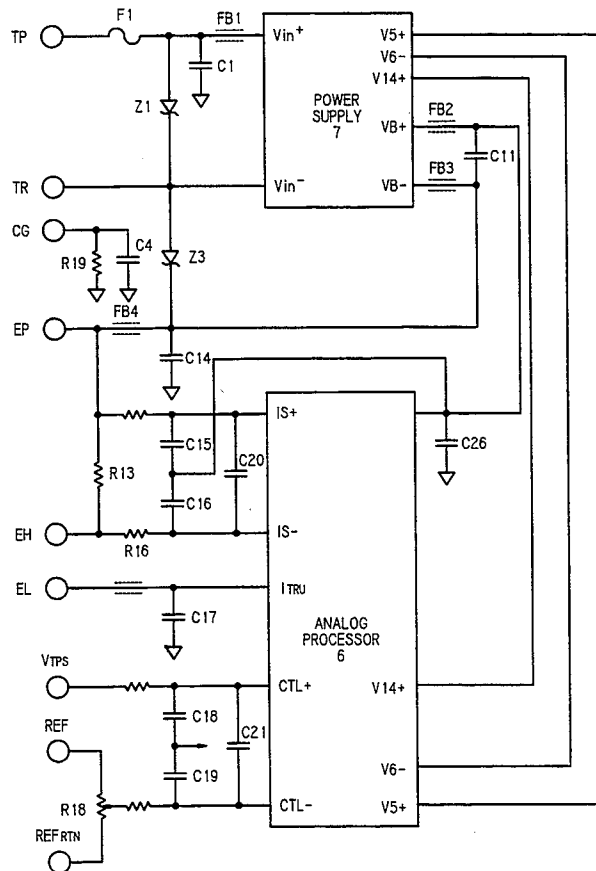 TP
F1
FB1
Vin+
V5+
V6-
V14+
C1
Z1
POWER
SUPPLY
7
FB2
VB+
C11
FB3
VB-
TR
Vin-
CG
R19
C4
Z3
EP
FB4
C14
IS+
C15
C20
C26
R13
C16
EH
R16
IS-
EL
ITRU
C17
ANALOG
PROCESSOR
6
VTPS
CTL+
V14+
C18
REF
C21
C19
V6-
R18
CTL-
V5+
REFRTN